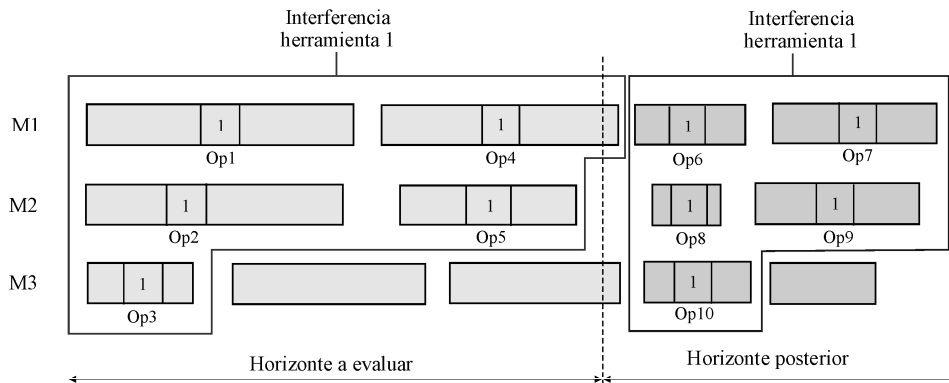 Interferencia
herramienta 1
Interferencia
herramienta 1
M1
1
1
1
1
Op1
Op4
Op6
Op7
M2
1
1
1
1
Op2
Op5
Op8
Op9
M3
1
1
Op3
Op10
Horizonte a evaluar
Horizonte posterior